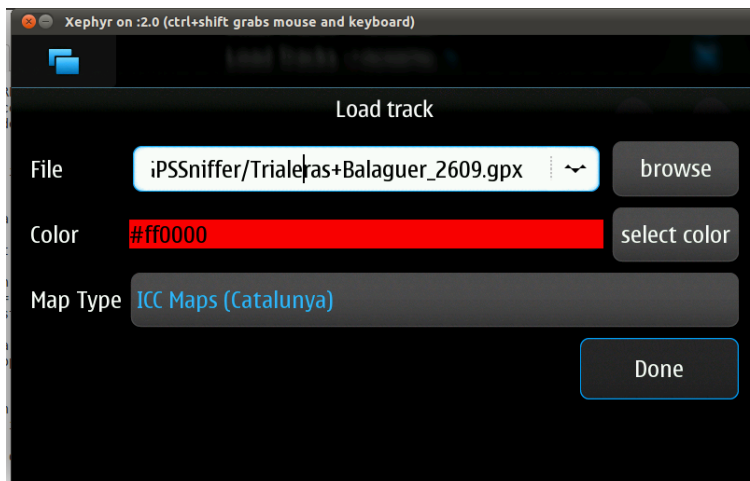 Xephyr on :2.0 (ctrl+shift grabs mouse and keyboard)
Load track
File iPSSniffer/Trialeras+Balaguer_2609.gpx browse
Color #ff0000 select color
Map Type ICC Maps (Catalunya)
Done